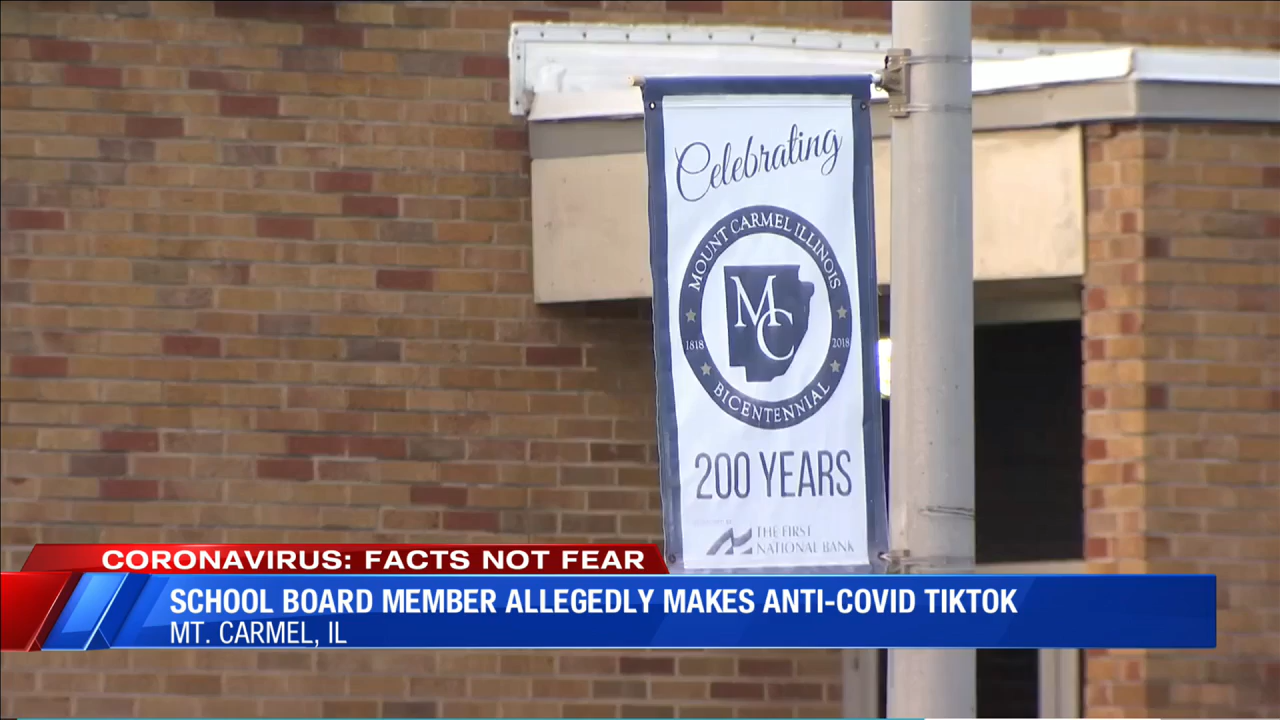 Celebrating
MOUNT CARMEL ILLINOIS
MC
1818
2018
BICENTENNIAL
200 YEARS
THE FIRST
NATIONAL BANK
CORONAVIRUS: FACTS NOT FEAR
SCHOOL BOARD MEMBER ALLEGEDLY MAKES ANTI-COVID TIKTOK
MT. CARMEL, IL